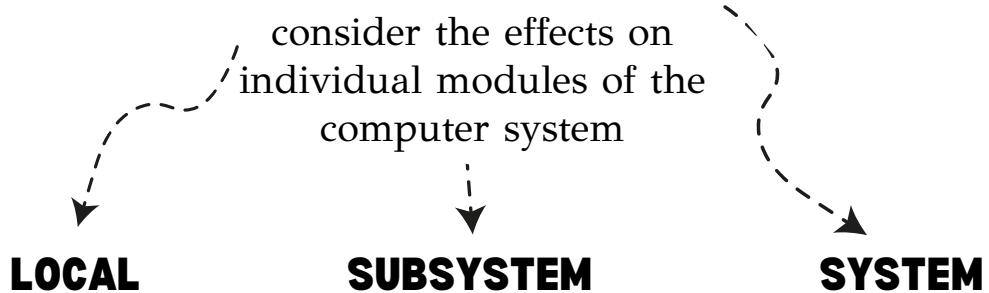 consider the effects on
individual modules of the
computer system
LOCAL SUBSYSTEM SYSTEM